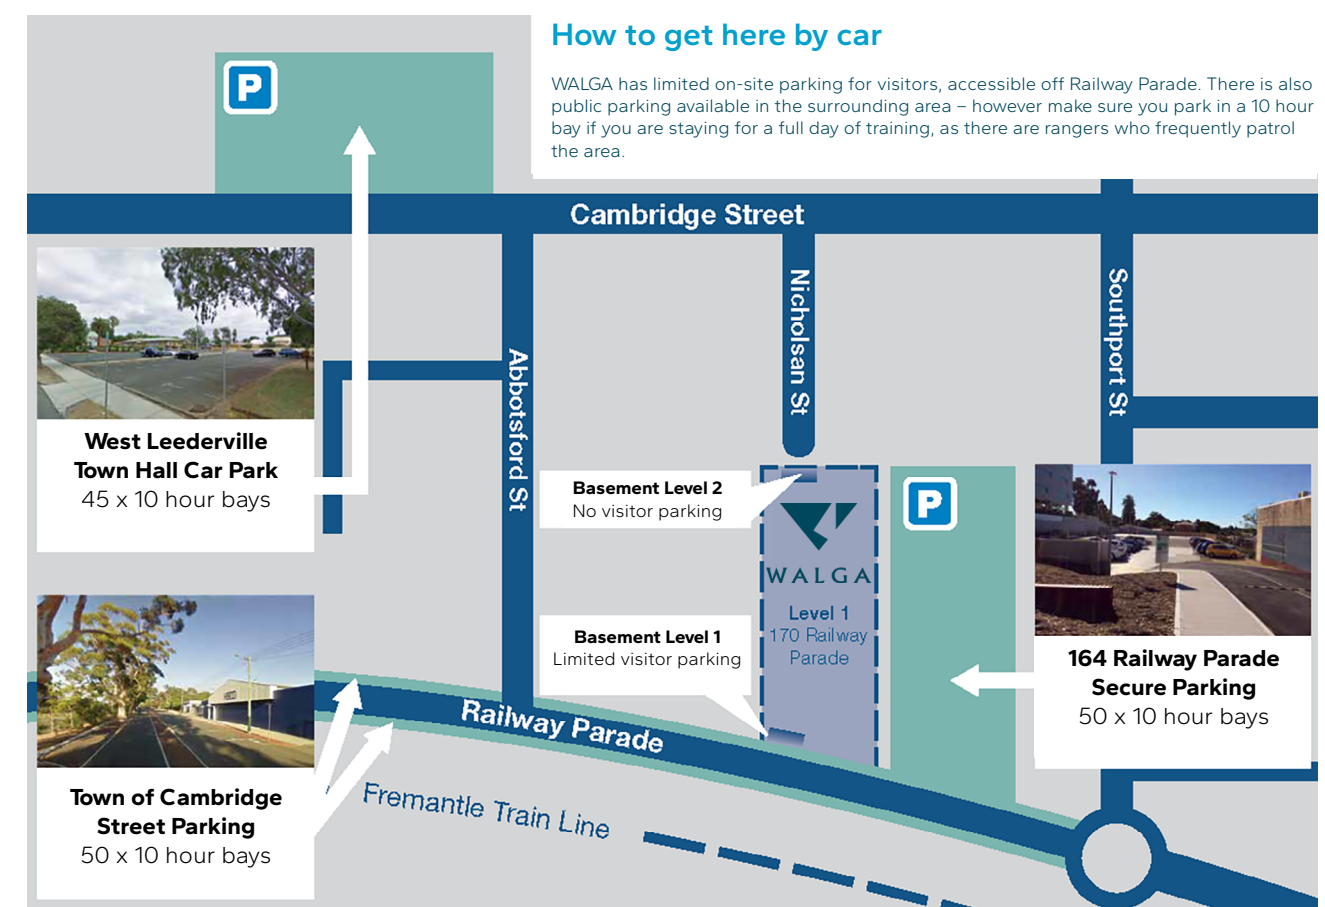 How to get here by car
WALGA has limited on-site parking for visitors, accessible off Railway Parade. There is also
public parking available in the surrounding area – however make sure you park in a 10 hour
bay if you are staying for a full day of training, as there are rangers who frequently patrol
the area.
P
Cambridge Street
Abbotsford St
Nicholsan St
Southport St
West Leederville
Town Hall Car Park
45 x 10 hour bays
Basement Level 2
No visitor parking
P
WALGA
Level 1
170 Railway
Parade
Basement Level 1
Limited visitor parking
164 Railway Parade
Secure Parking
50 x 10 hour bays
Railway Parade
Town of Cambridge
Street Parking
50 x 10 hour bays
Fremantle Train Line